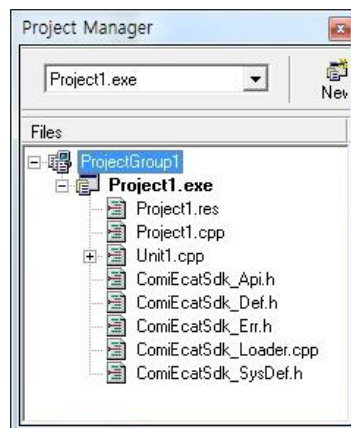 Project Manager
Project1.exe
New
Files
ProjectGroup1
Project1.exe
Project1.res
Project1.cpp
Unit1.cpp
ComiEcatSdk_Api.h
ComiEcatSdk_Def.h
ComiEcatSdk_Err.h
ComiEcatSdk_Loader.cpp
ComiEcatSdk_SysDef.h